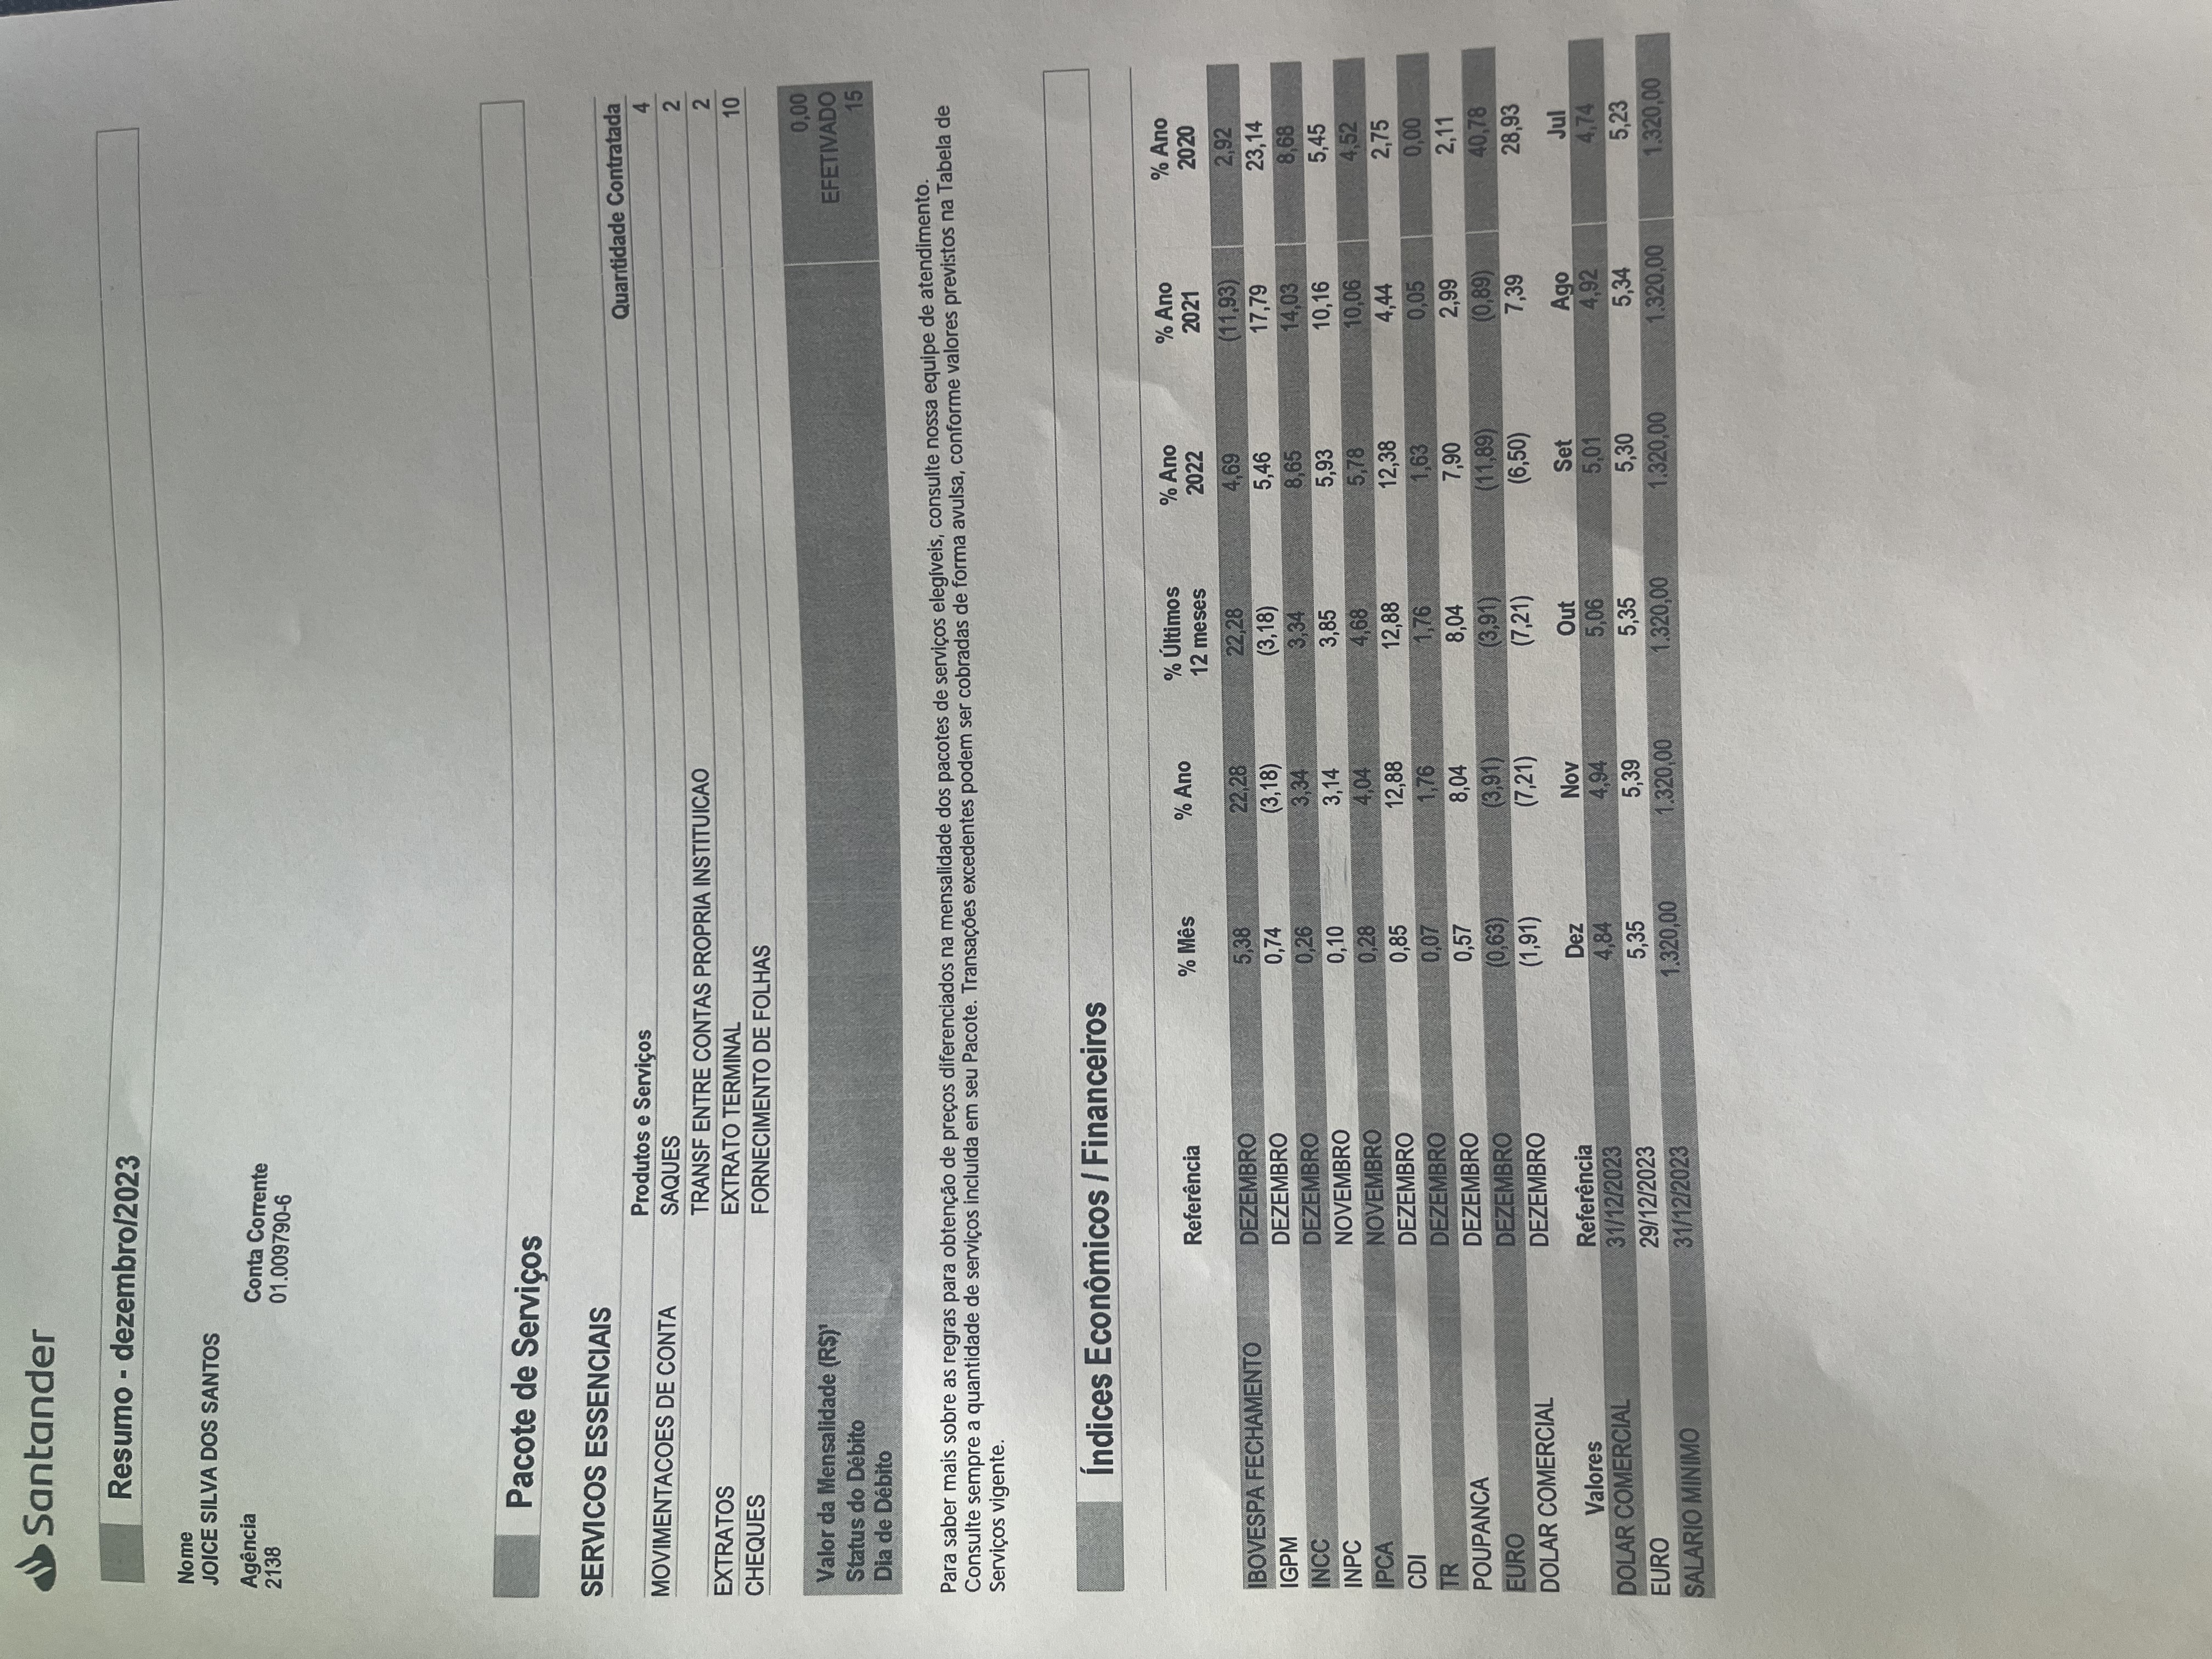 Santander
Resumo - dezembro/2023
Nome
JOICE SILVA DOS SANTOS
Agência Conta Corrente
2138 01.009790-6
Pacote de Serviços
SERVICOS ESSENCIAIS
Produtos e Serviços Quantidade Contratada
MOVIMENTACOES DE CONTA SAQUES 4
TRANSF ENTRE CONTAS PROPRIA INSTITUICAO 2
EXTRATOS EXTRATO TERMINAL 2
CHEQUES FORNECIMENTO DE FOLHAS 10
Valor da Mensalidade (R$)¹ 0,00
Status do Débito EFETIVADO
Dia de Débito 15
Para saber mais sobre as regras para obtenção de preços diferenciados na mensalidade dos pacotes de serviços elegíveis, consulte nossa equipe de atendimento.
Consulte sempre a quantidade de serviços incluída em seu Pacote. Transações excedentes podem ser cobradas de forma avulsa, conforme valores previstos na Tabela de
Serviços vigente.
Índices Econômicos / Financeiros
Referência % Mês % Ano % Últimos 12 meses % Ano 2022 % Ano 2021 % Ano 2020
IBOVESPA FECHAMENTO DEZEMBRO 5,38 22,28 22,28 4,69 (11,93) 2,92
IGPM DEZEMBRO 0,74 (3,18) (3,18) 5,46 17,79 23,14
INCC DEZEMBRO 0,26 3,34 3,34 8,65 14,03 8,68
INPC NOVEMBRO 0,10 3,14 3,85 5,93 10,16 5,45
IPCA NOVEMBRO 0,28 4,04 4,68 5,78 10,06 4,52
CDI DEZEMBRO 0,85 12,88 12,88 12,38 4,44 2,75
TR DEZEMBRO 0,07 1,76 1,76 1,63 0,05 0,00
POUPANCA DEZEMBRO 0,57 8,04 8,04 7,90 2,99 2,11
EURO DEZEMBRO (0,63) (3,91) (3,91) (11,89) (0,89) 40,78
DOLAR COMERCIAL DEZEMBRO (1,91) (7,21) (7,21) (6,50) 7,39 28,93
Valores Referência Dez Nov Out Set Ago Jul
DOLAR COMERCIAL 31/12/2023 4,84 4,94 5,06 5,01 4,92 4,74
EURO 29/12/2023 5,35 5,39 5,35 5,30 5,34 5,23
SALARIO MINIMO 31/12/2023 1.320,00 1.320,00 1.320,00 1.320,00 1.320,00 1.320,00